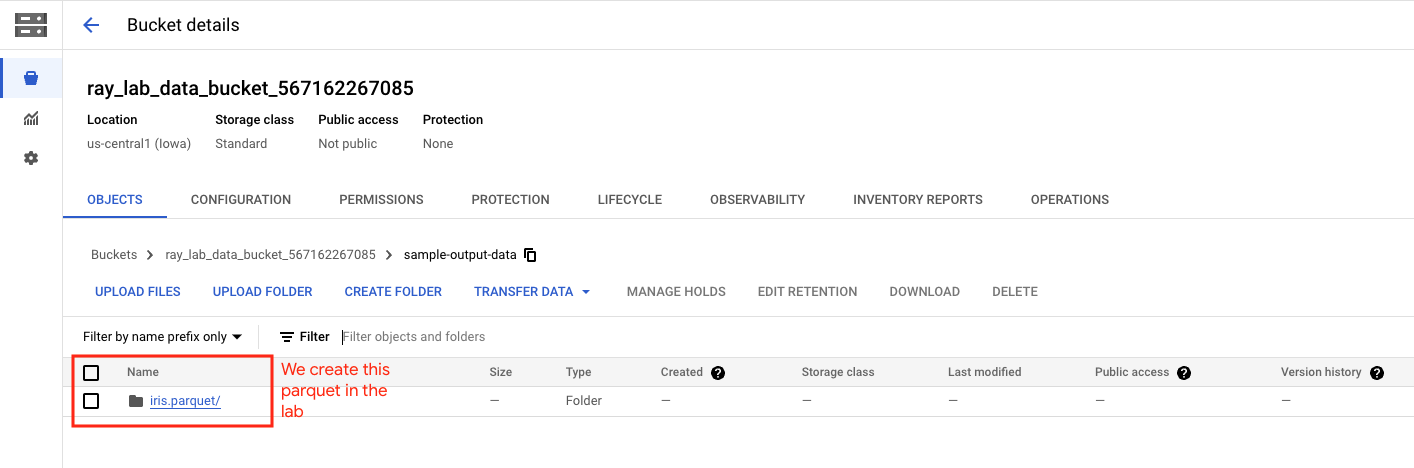 Bucket details
ray_lab_data_bucket_567162267085
Location Storage class Public access Protection
us-central1 (Iowa) Standard Not public None
OBJECTS CONFIGURATION PERMISSIONS PROTECTION LIFECYCLE OBSERVABILITY INVENTORY REPORTS OPERATIONS
Buckets > ray_lab_data_bucket_567162267085 > sample-output-data
UPLOAD FILES UPLOAD FOLDER CREATE FOLDER TRANSFER DATA MANAGE HOLDS EDIT RETENTION DOWNLOAD DELETE
Filter by name prefix only Filter Filter objects and folders
Name Size Type Created ? Storage class Last modified Public access ? Version history ?
iris.parquet/ — Folder — — — — —
We create this
parquet in the
lab